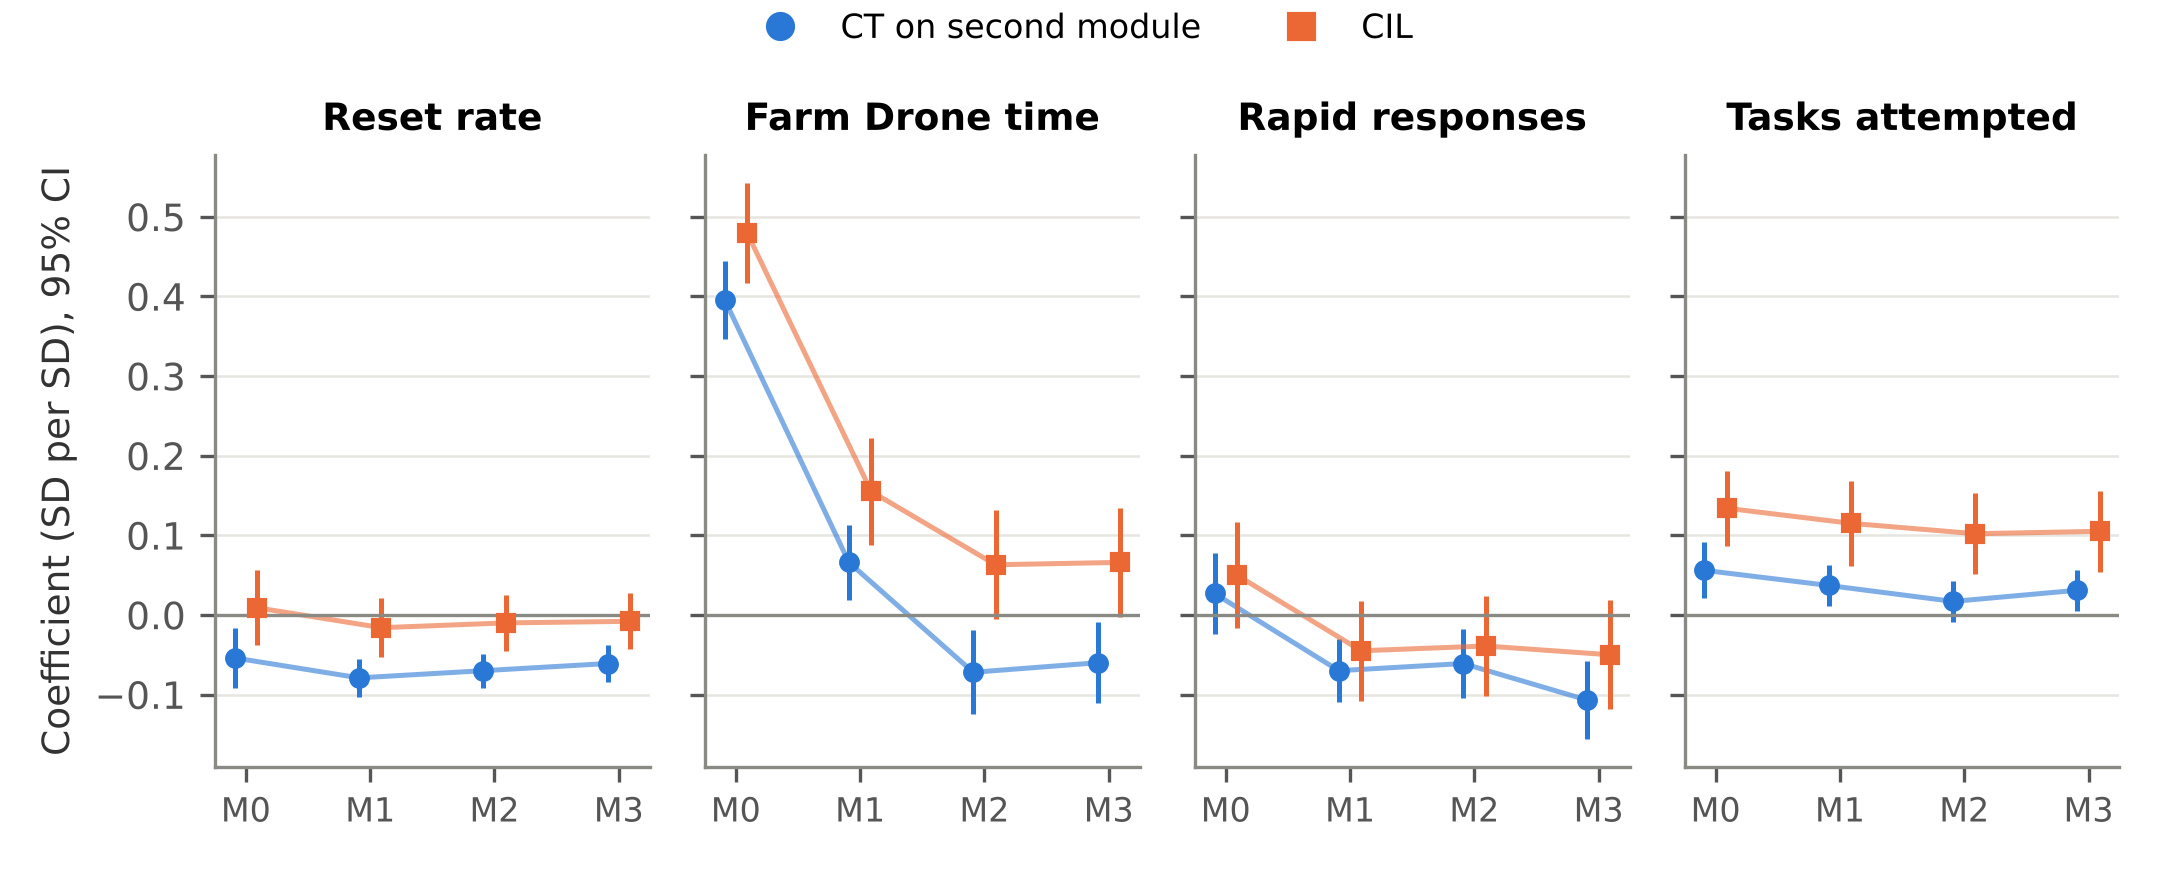 CT on second module CIL
Reset rate Farm Drone time Rapid responses Tasks attempted
Coefficient (SD per SD), 95% CI
0.5
0.4
0.3
0.2
0.1
0.0
−0.1
M0 M1 M2 M3 M0 M1 M2 M3 M0 M1 M2 M3 M0 M1 M2 M3